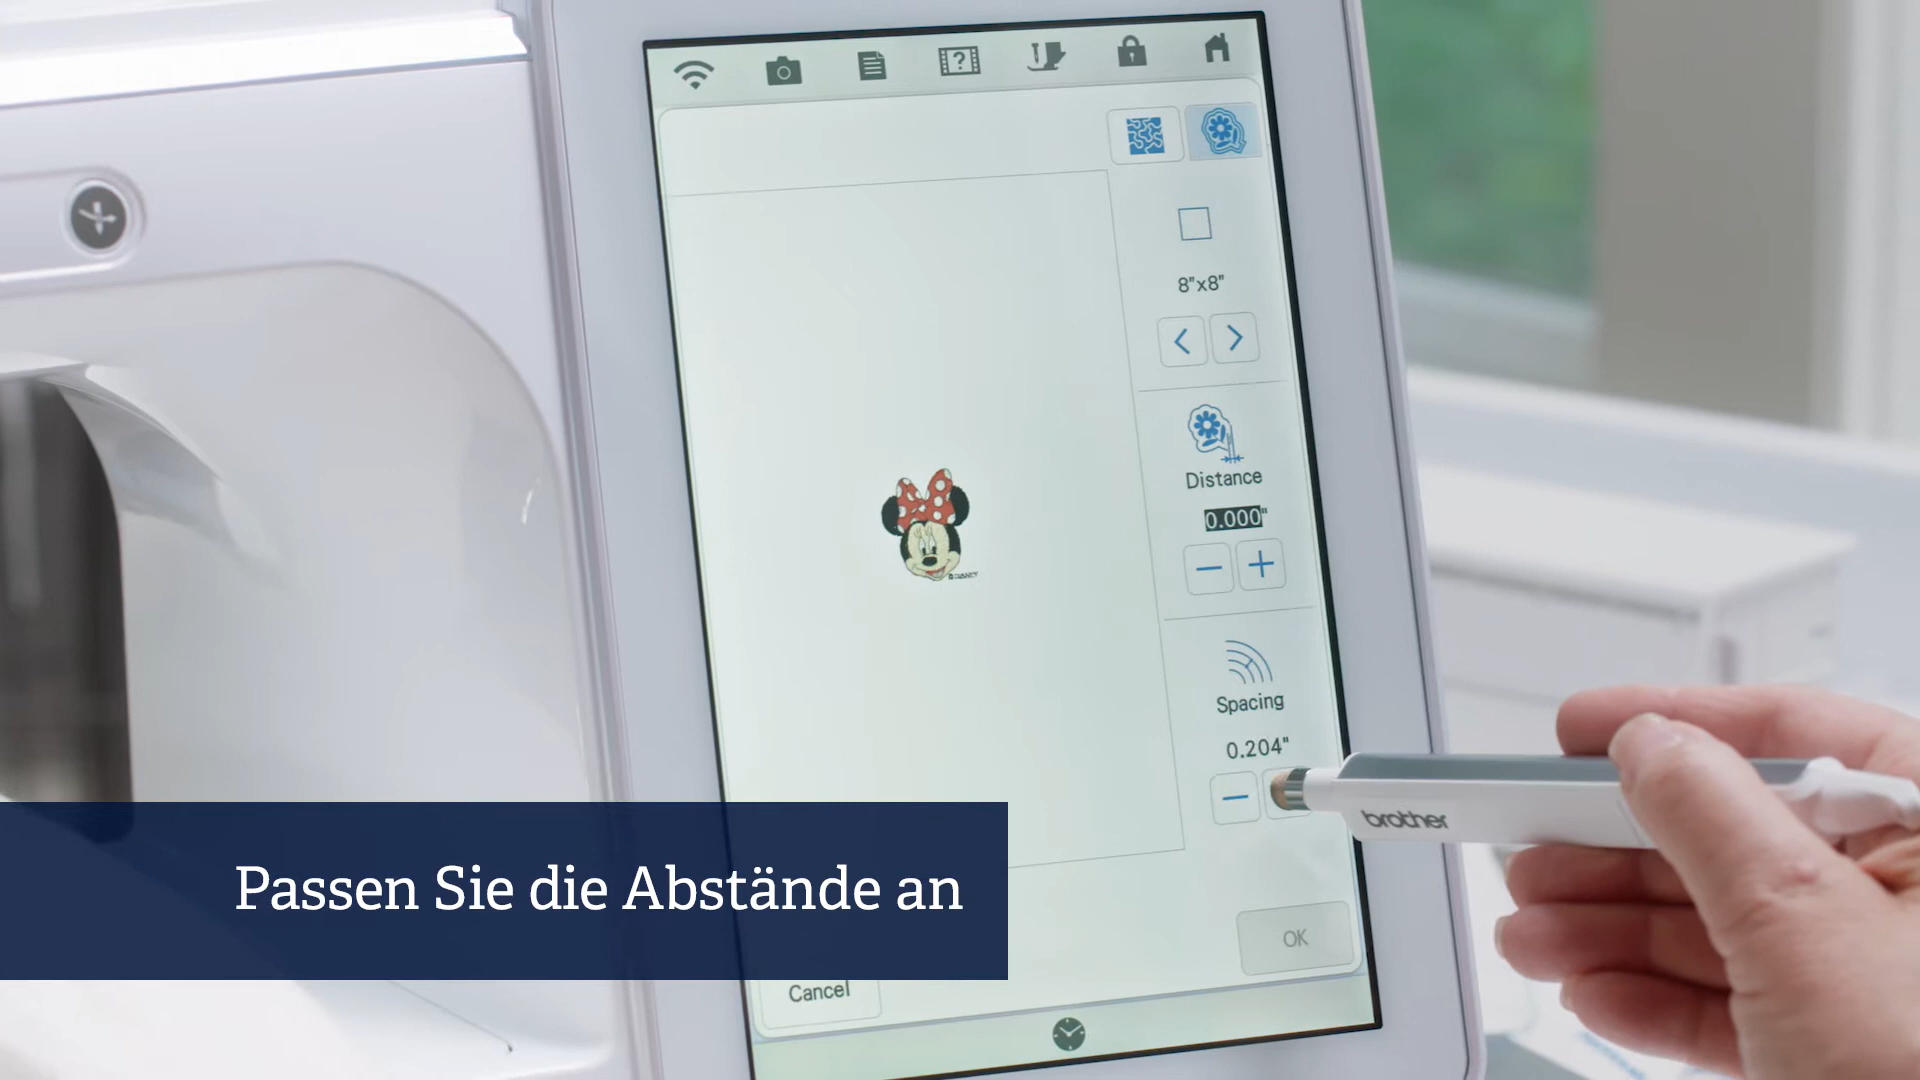 8"x8"
Distance
0.000"
Spacing
0.204"
brother
Passen Sie die Abstände an
OK
Cancel